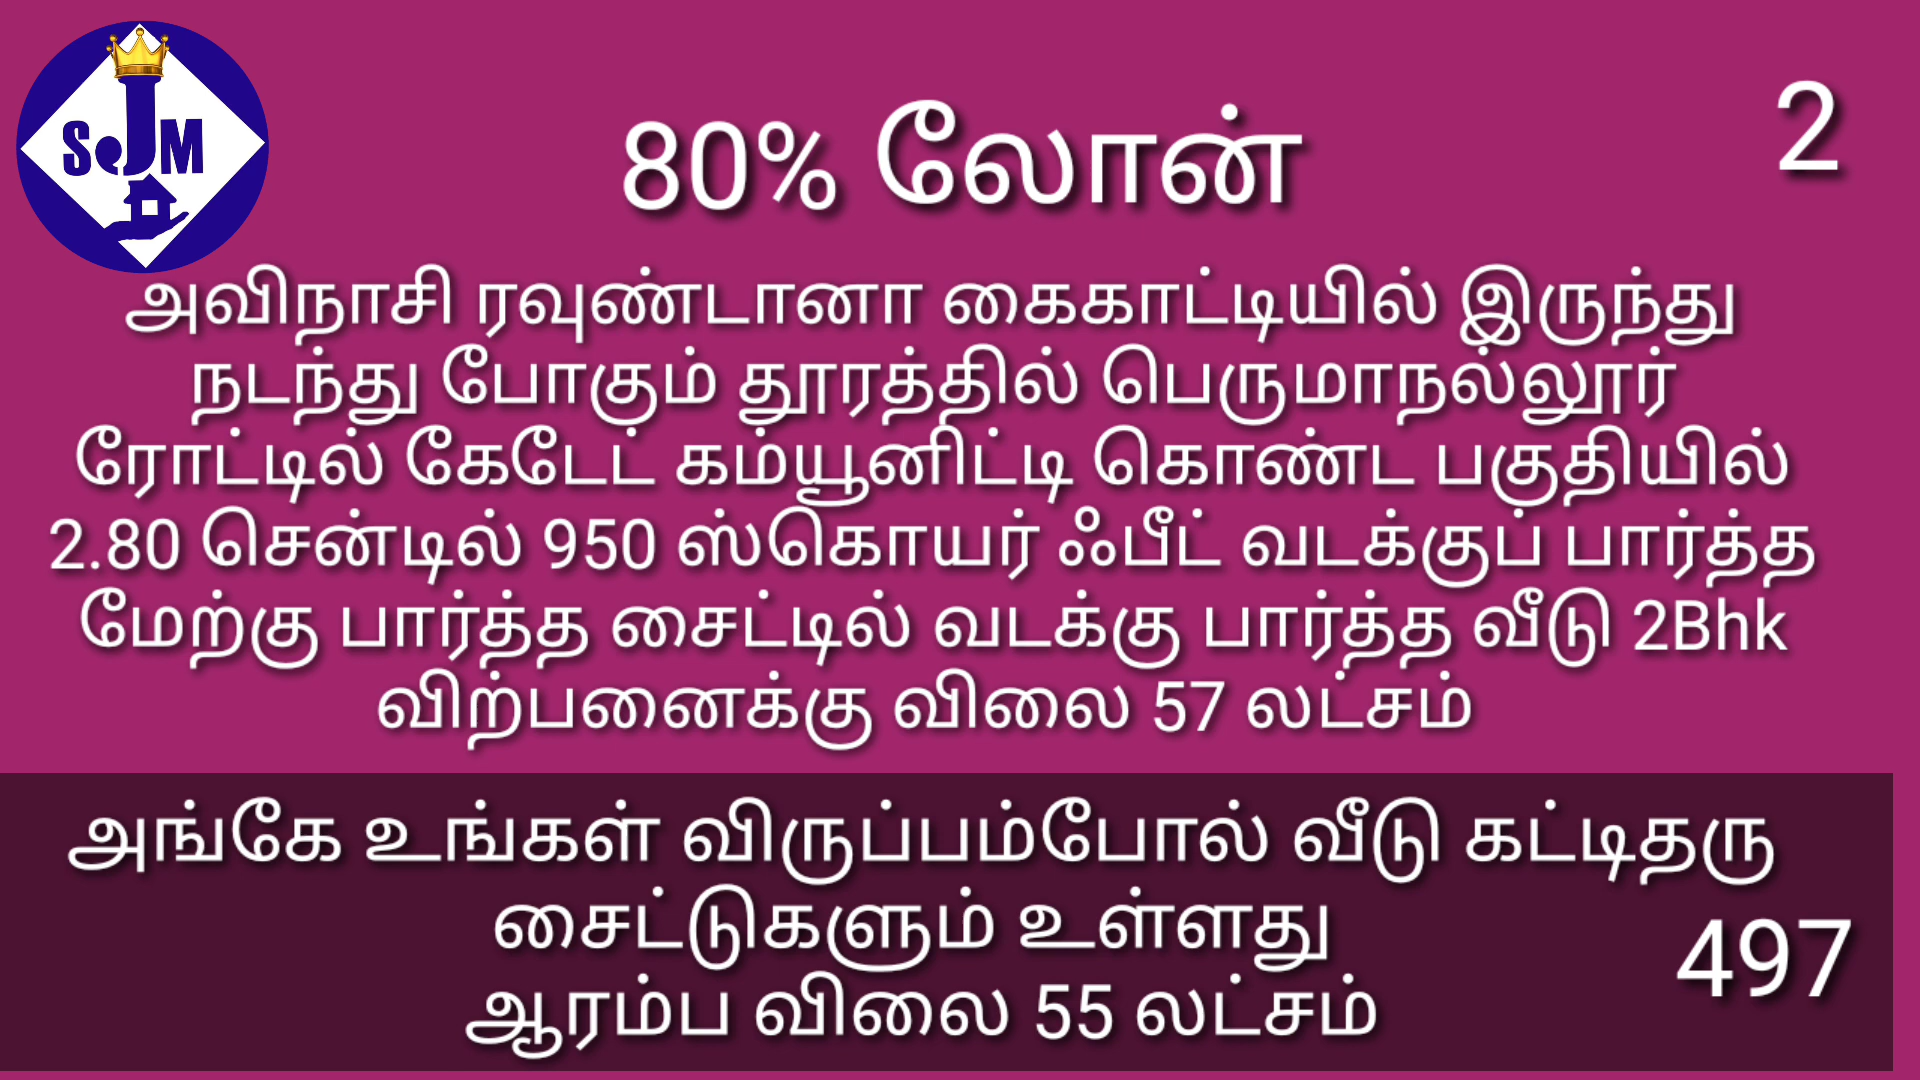 SeJM
80% லோன்
2
அவிநாசி ரவுண்டானா கைகாட்டியில் இருந்து
நடந்து போகும் தூரத்தில் பெருமாநல்லூர்
ரோட்டில் கேடேட் கம்யூனிட்டி கொண்ட பகுதியில்
2.80 சென்டில் 950 ஸ்கொயர் ஃபீட் வடக்குப் பார்த்த
மேற்கு பார்த்த சைட்டில் வடக்கு பார்த்த வீடு 2Bhk
விற்பனைக்கு விலை 57 லட்சம்
அங்கே உங்கள் விருப்பம்போல் வீடு கட்டிதரு
சைட்டுகளும் உள்ளது
497
ஆரம்ப விலை 55 லட்சம்